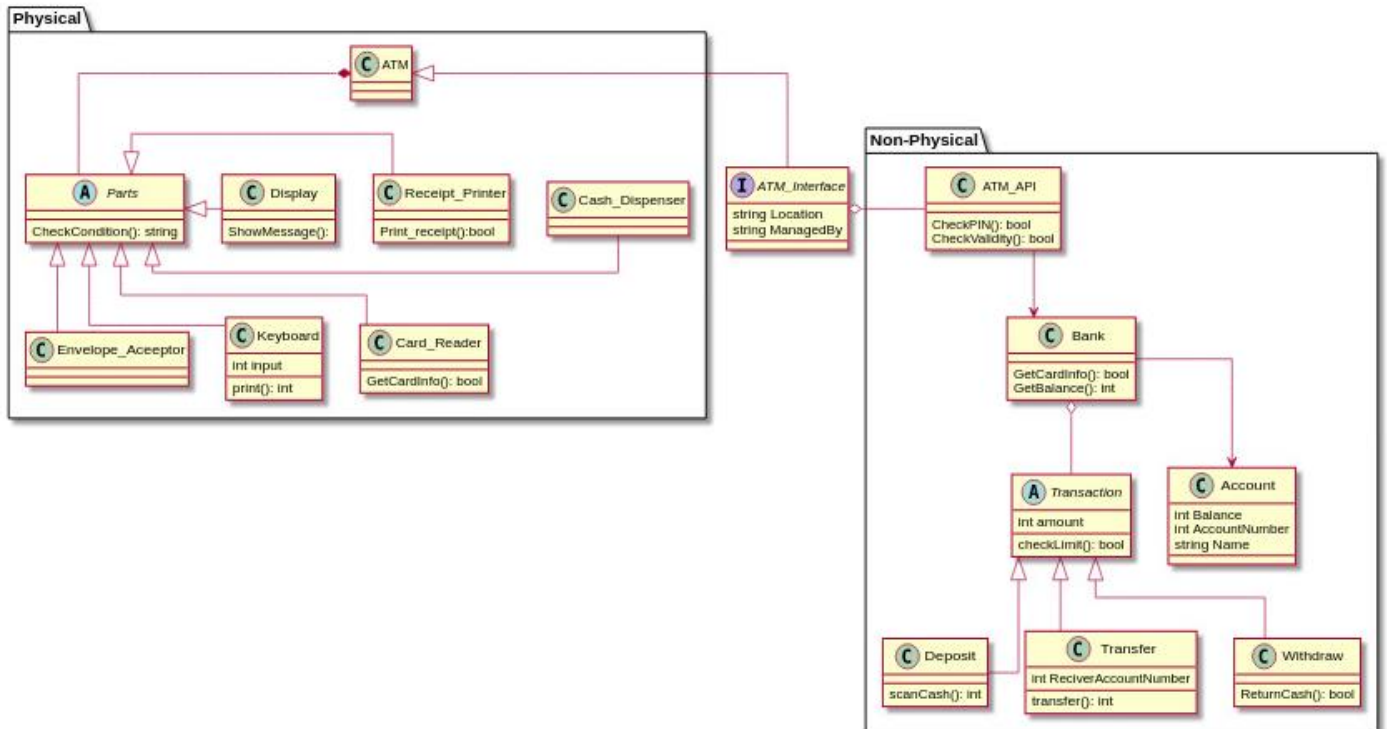 Physical
C ATM
A Parts
CheckCondition(): string
C Display
ShowMessage():
C Receipt_Printer
Print_receipt():bool
C Cash_Dispenser
C Envelope_Aceeptor
C Keyboard
int input
print(): int
C Card_Reader
GetCardInfo(): bool
I ATM_Interface
string Location
string ManagedBy
Non-Physical
C ATM_API
CheckPIN(): bool
CheckValidity(): bool
C Bank
GetCardInfo(): bool
GetBalance(): int
A Transaction
int amount
checkLimit(): bool
C Account
int Balance
int AccountNumber
string Name
C Deposit
scanCash(): int
C Transfer
int ReciverAccountNumber
transfer(): int
C Withdraw
ReturnCash(): bool